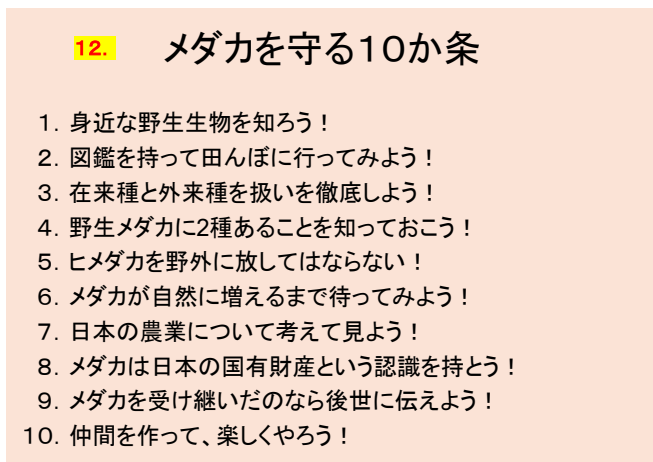 12. メダカを守る10か条
1. 身近な野生生物を知ろう!
2. 図鑑を持って田んぼに行ってみよう!
3. 在来種と外来種を扱いを徹底しよう!
4. 野生メダカに2種あることを知っておこう!
5. ヒメダカを野外に放してはならない!
6. メダカが自然に増えるまで待ってみよう!
7. 日本の農業について考えて見よう!
8. メダカは日本の国有財産という認識を持とう!
9. メダカを受け継いだのなら後世に伝えよう!
10. 仲間を作って、楽しくやろう!